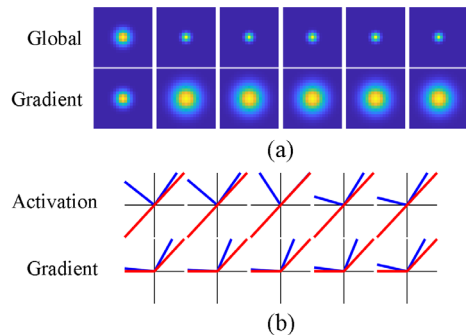 Global
Gradient
(a)
Activation
Gradient
(b)